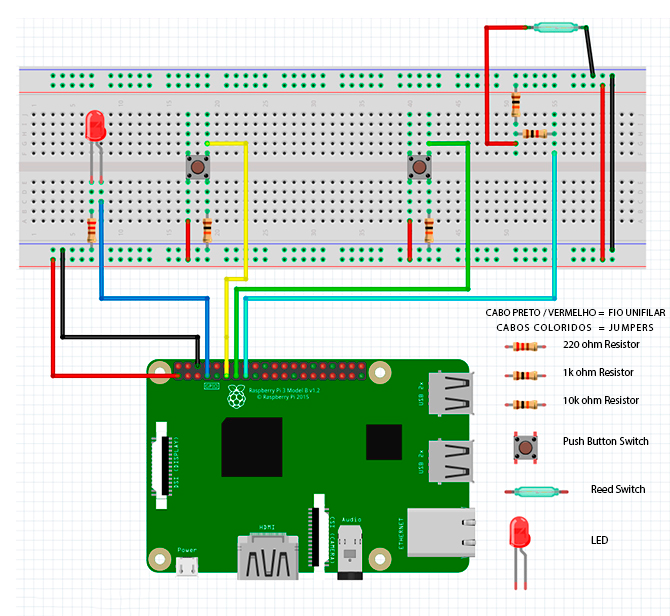 CABO PRETO / VERMELHO = FIO UNIFILAR
CABOS COLORIDOS = JUMPERS
220 ohm Resistor
1k ohm Resistor
10k ohm Resistor
Push Button Switch
Reed Switch
LED
GPIO
Raspberry Pi 3 Model B v1.2
© Raspberry Pi 2015
USB 2x
USB 2x
DSI (DISPLAY)
Power
HDMI
CSI (CAMERA)
Audio
ETHERNET